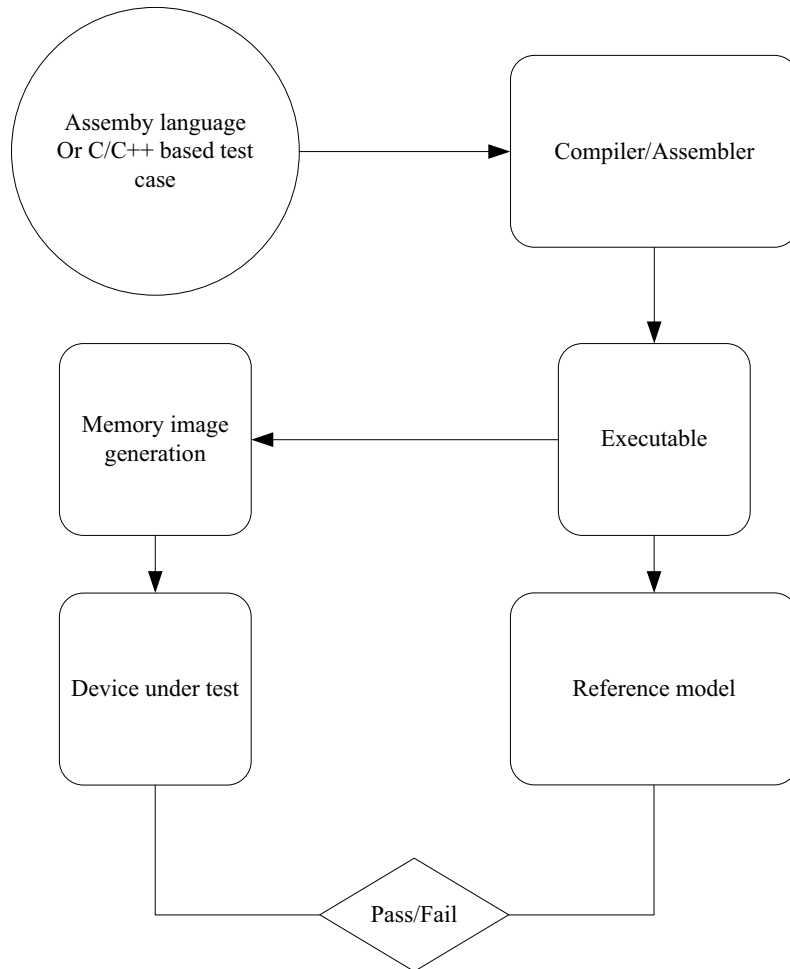 Assemby language
Or C/C++ based test
case
Compiler/Assembler
Memory image
generation
Executable
Device under test
Reference model
Pass/Fail